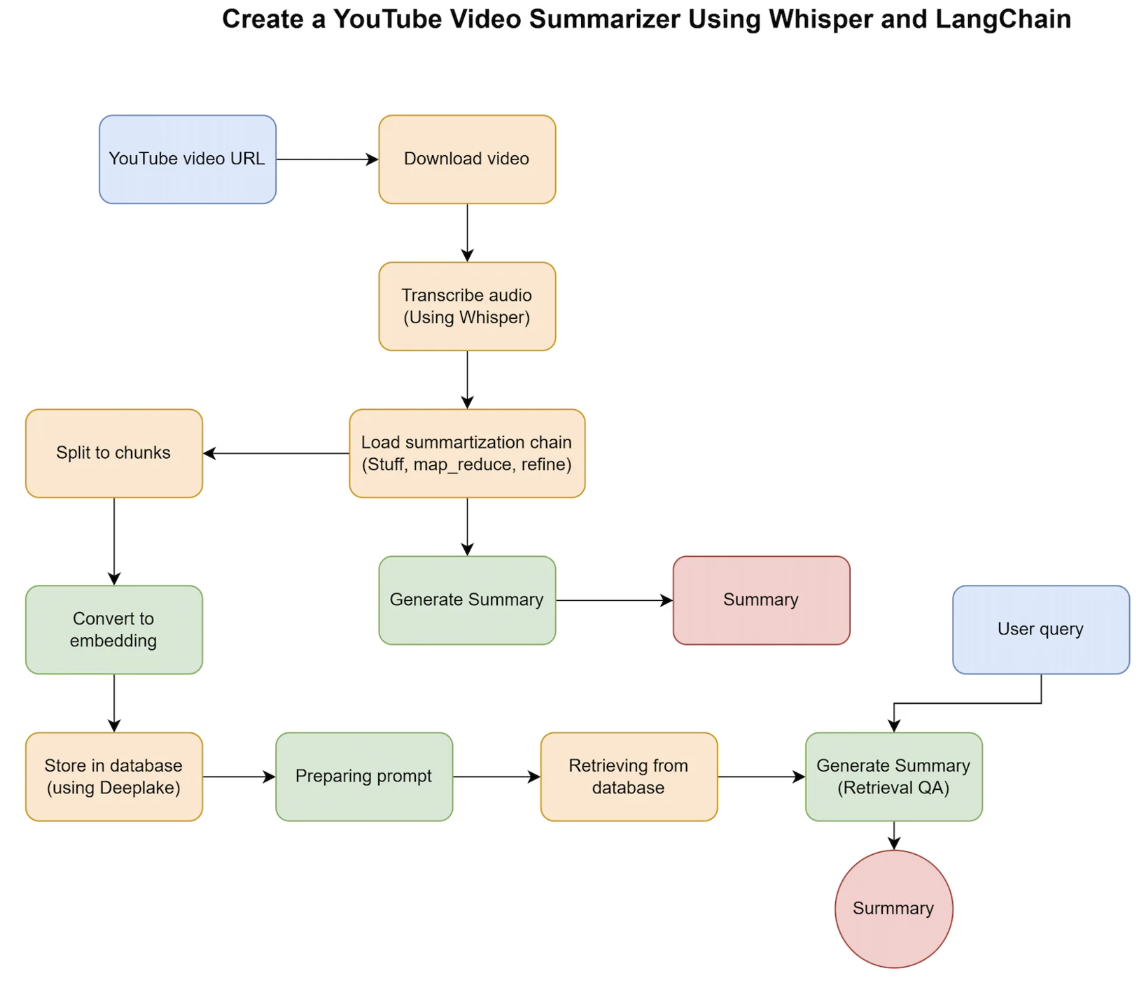 Create a YouTube Video Summarizer Using Whisper and LangChain
YouTube video URL
Download video
Transcribe audio
(Using Whisper)
Split to chunks
Load summartization chain
(Stuff, map_reduce, refine)
Generate Summary
Summary
Convert to
embedding
User query
Store in database
(using Deeplake)
Preparing prompt
Retrieving from
database
Generate Summary
(Retrieval QA)
Surmmary